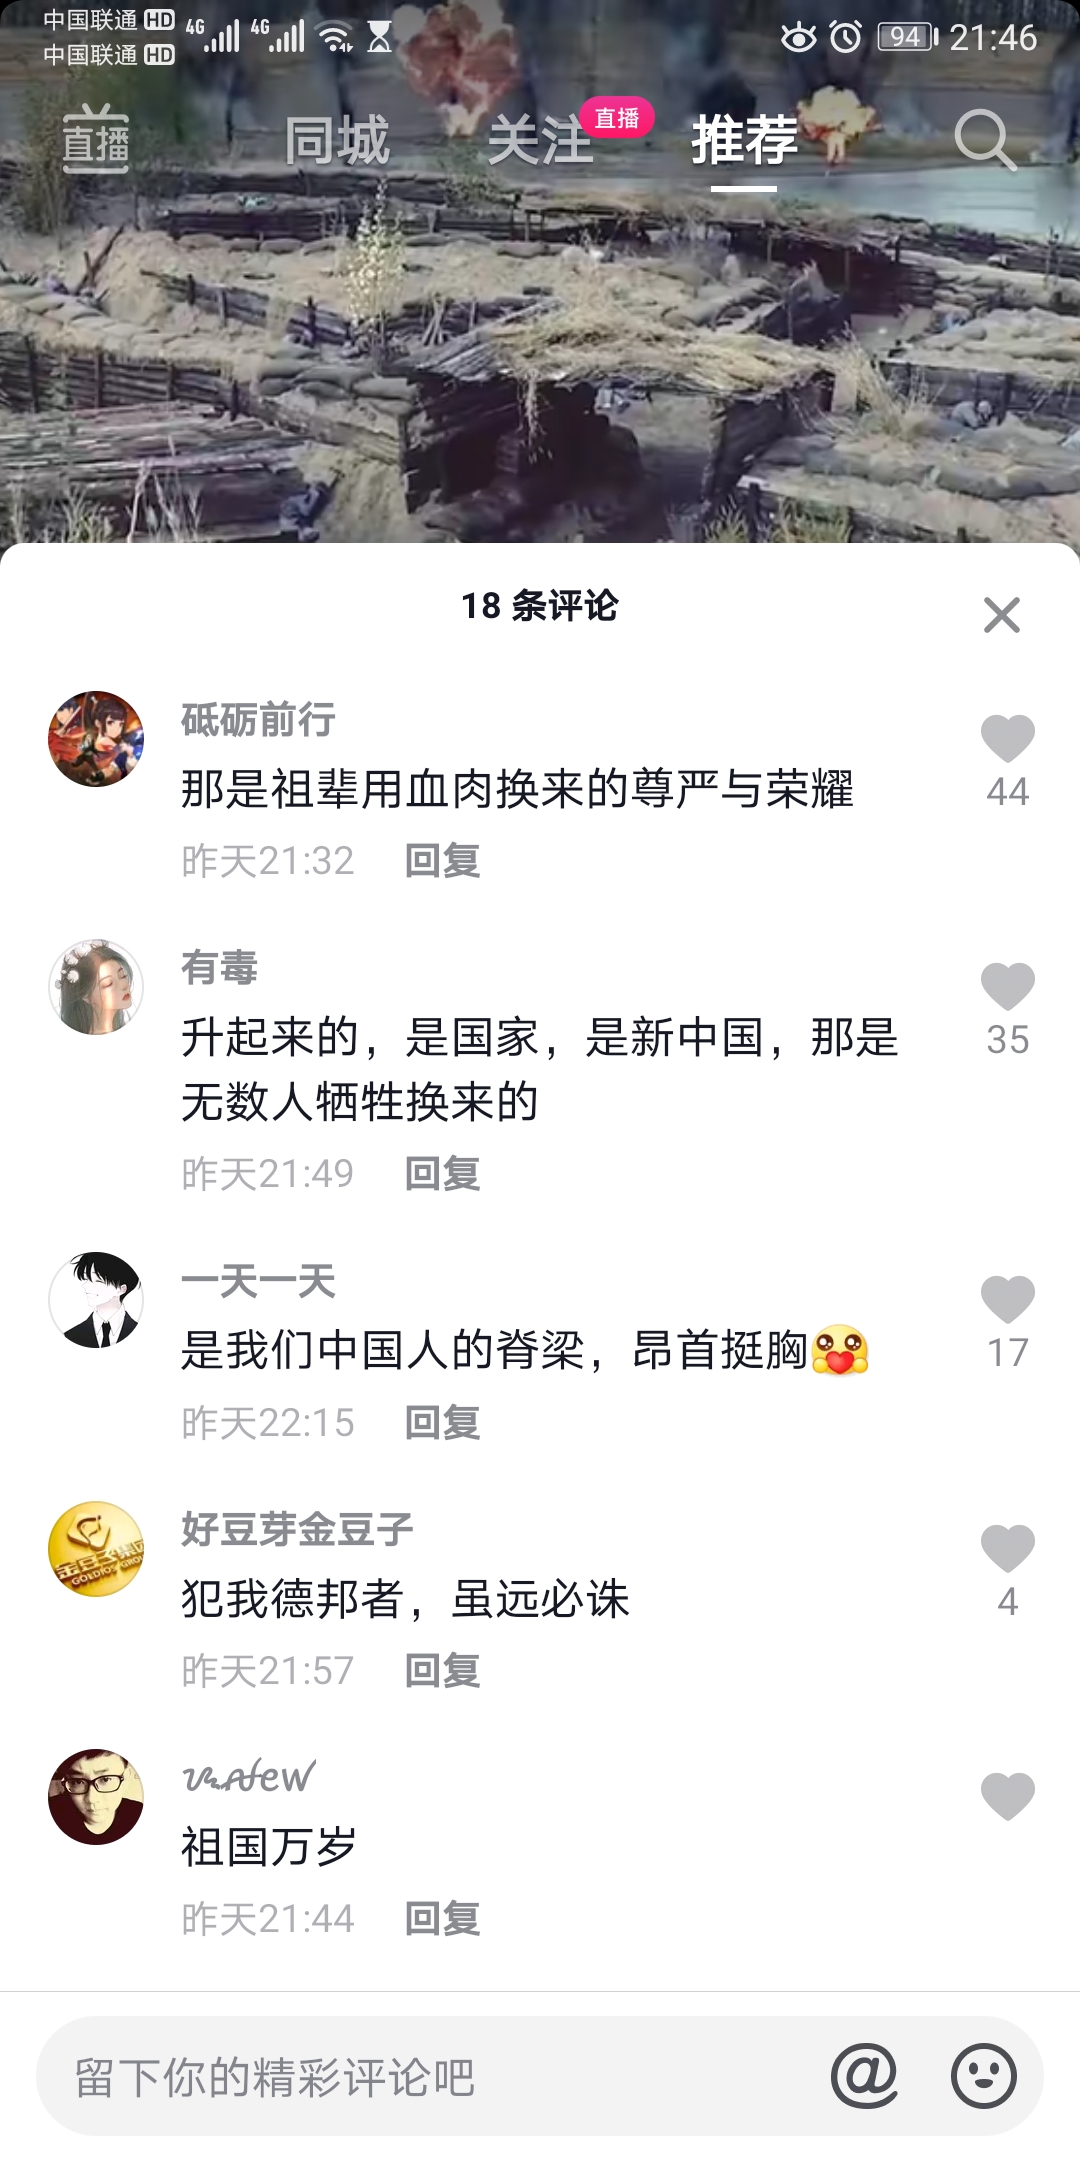 中国联通 HD 4G 4G
中国联通 HD
94 21:46
直播 同城 关注 直播 推荐
18 条评论
砥砺前行
那是祖辈用血肉换来的尊严与荣耀
44
昨天21:32 回复
有毒
升起来的，是国家，是新中国，那是
无数人牺牲换来的
35
昨天21:49 回复
一天一天
是我们中国人的脊梁，昂首挺胸
17
昨天22:15 回复
好豆芽金豆子
犯我德邦者，虽远必诛
4
昨天21:57 回复
祖国万岁
昨天21:44 回复
留下你的精彩评论吧
@